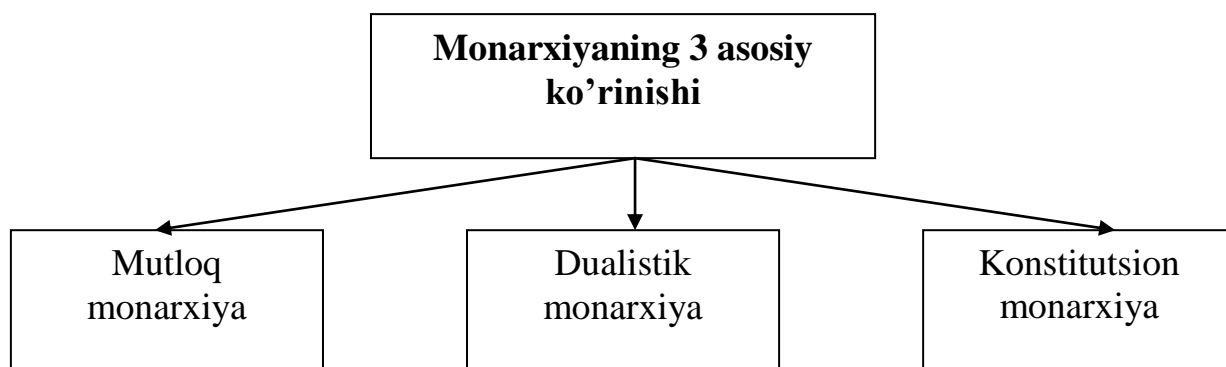 Monarxiyaning 3 asosiy
ko’rinishi
Mutloq
monarxiya
Dualistik
monarxiya
Konstitutsion
monarxiya